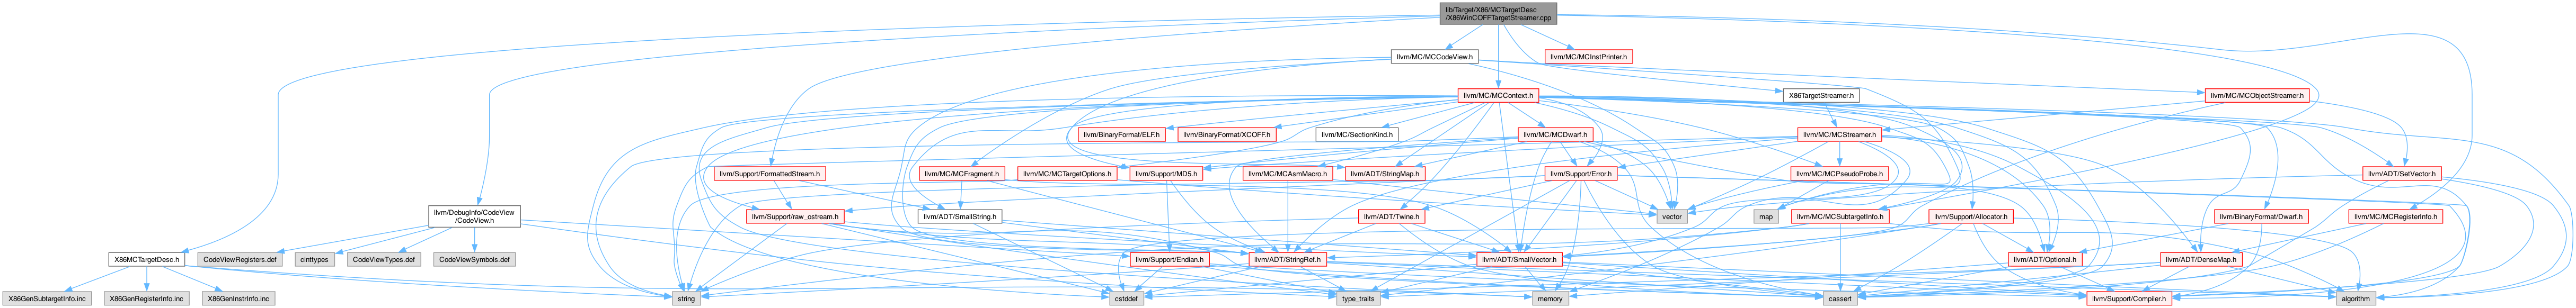 lib/Target/X86/MCTargetDesc
/X86WinCOFFTargetStreamer.cpp
llvm/MC/MCCodeView.h
llvm/MC/MCInstPrinter.h
llvm/MC/MCContext.h
X86TargetStreamer.h
llvm/MC/MCObjectStreamer.h
llvm/BinaryFormat/ELF.h
llvm/BinaryFormat/XCOFF.h
llvm/MC/SectionKind.h
llvm/MC/MCDwarf.h
llvm/MC/MCStreamer.h
llvm/Support/FormattedStream.h
llvm/MC/MCFragment.h
llvm/MC/MCTargetOptions.h
llvm/Support/MD5.h
llvm/MC/MCAsmMacro.h
llvm/ADT/StringMap.h
llvm/Support/Error.h
llvm/MC/MCPseudoProbe.h
llvm/ADT/SetVector.h
llvm/DebugInfo/CodeView
/CodeView.h
llvm/Support/raw_ostream.h
llvm/ADT/SmallString.h
llvm/ADT/Twine.h
vector
map
llvm/MC/MCSubtargetInfo.h
llvm/Support/Allocator.h
llvm/BinaryFormat/Dwarf.h
llvm/MC/MCRegisterInfo.h
X86MCTargetDesc.h
CodeViewRegisters.def
cinttypes
CodeViewTypes.def
CodeViewSymbols.def
llvm/Support/Endian.h
llvm/ADT/StringRef.h
llvm/ADT/SmallVector.h
llvm/ADT/Optional.h
llvm/ADT/DenseMap.h
X86GenSubtargetInfo.inc
X86GenRegisterInfo.inc
X86GenInstrInfo.inc
string
cstddef
type_traits
memory
cassert
llvm/Support/Compiler.h
algorithm